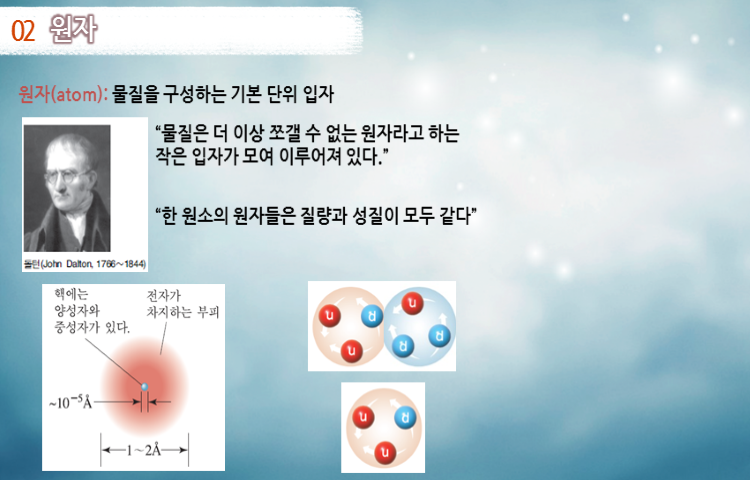 02 원자
원자(atom): 물질을 구성하는 기본 단위 입자
“물질은 더 이상 쪼갤 수 없는 원자라고 하는
작은 입자가 모여 이루어져 있다.”
“한 원소의 원자들은 질량과 성질이 모두 같다”
돌턴(John Dalton, 1766～1844)
핵에는
양성자와
중성자가 있다.
전자가
차지하는 부피
~10⁻⁵Å
1～2Å